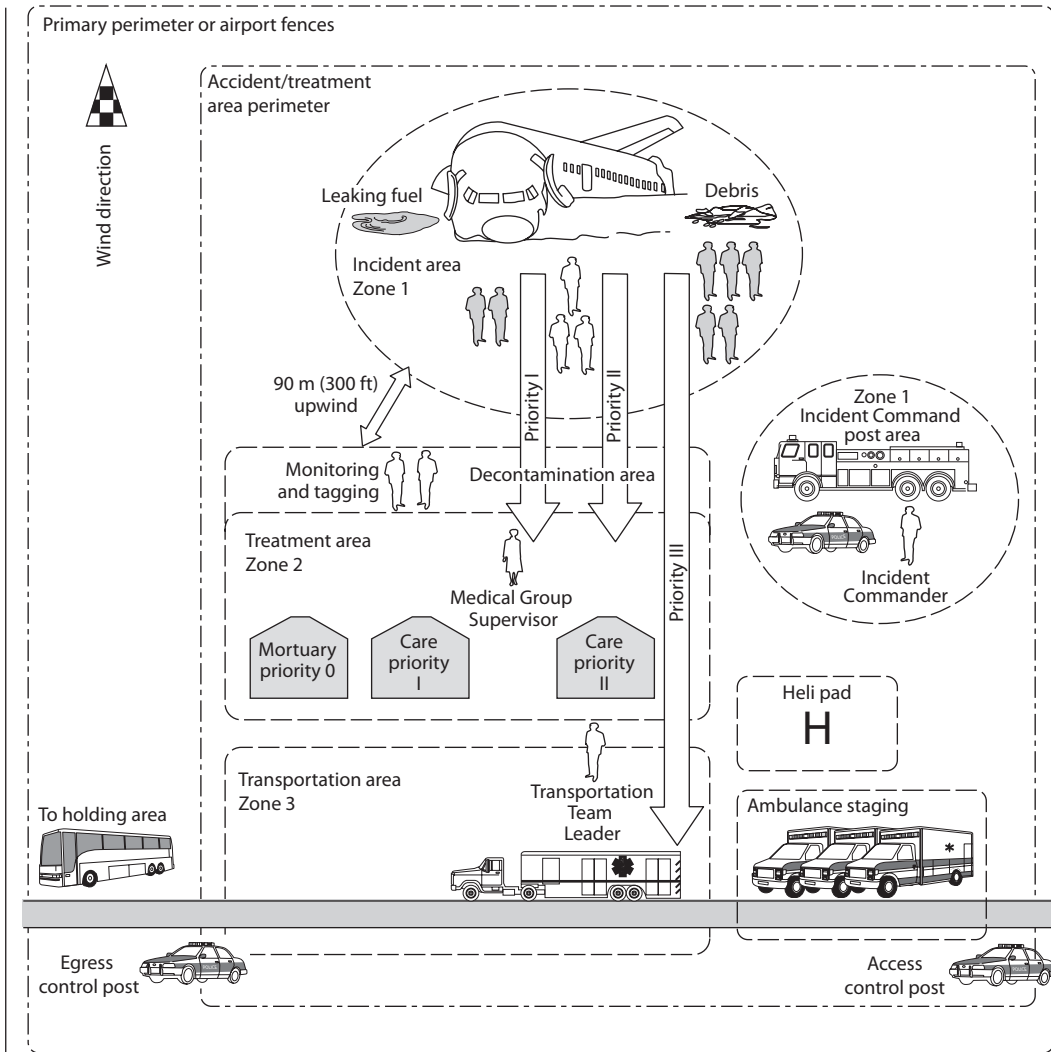 Primary perimeter or airport fences
Accident/treatment
area perimeter
Wind direction
Leaking fuel
Debris
Incident area
Zone 1
90 m (300 ft)
upwind
Priority I
Priority II
Priority III
Zone 1
Incident Command
post area
POLICE
Incident
Commander
Monitoring
and tagging
Decontamination area
Treatment area
Zone 2
Medical Group
Supervisor
Mortuary
priority 0
Care
priority
I
Care
priority
II
Heli pad
H
Transportation area
Zone 3
Transportation
Team
Leader
To holding area
Ambulance staging
Egress
control post
POLICE
Access
control post
POLICE